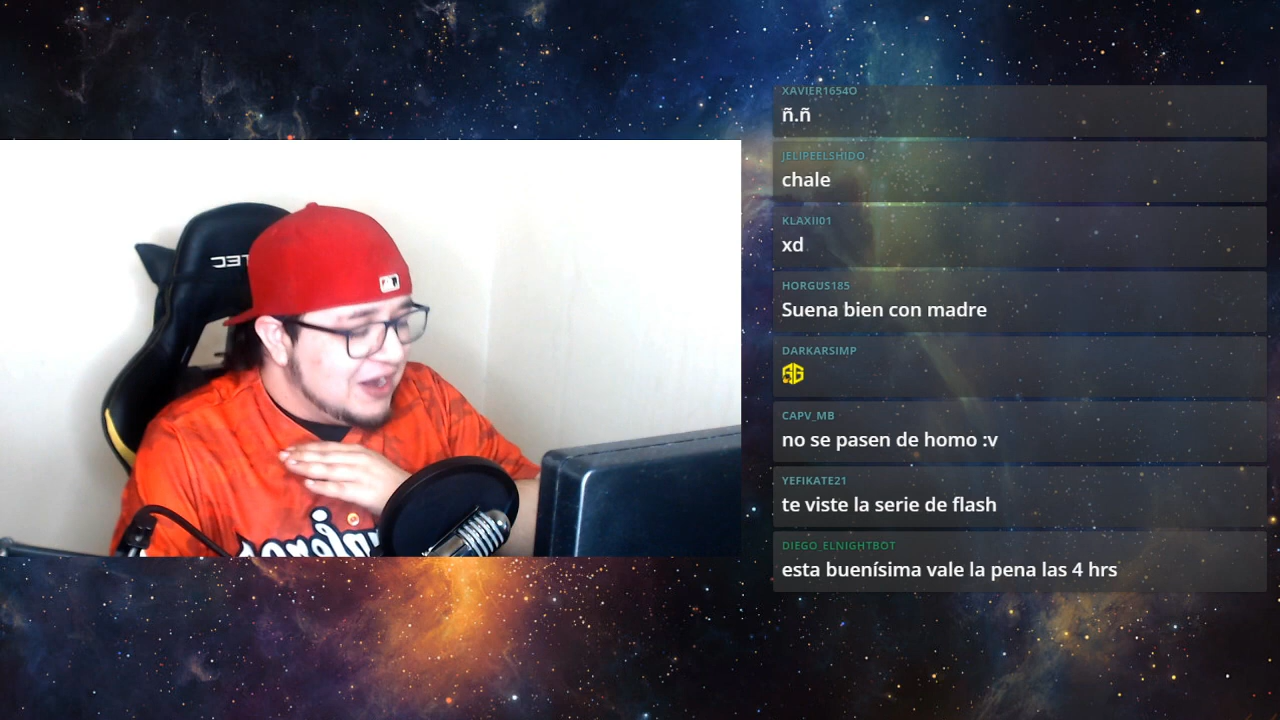 XAVIER1654O
ñ.ñ
JELIPEELSHIDO
chale
KLAXII01
xd
HORGUS185
Suena bien con madre
DARKARSIMP
CAPV_MB
no se pasen de homo :v
YEFIKATE21
te viste la serie de flash
DIEGO_ELNIGHTBOT
esta buenísima vale la pena las 4 hrs